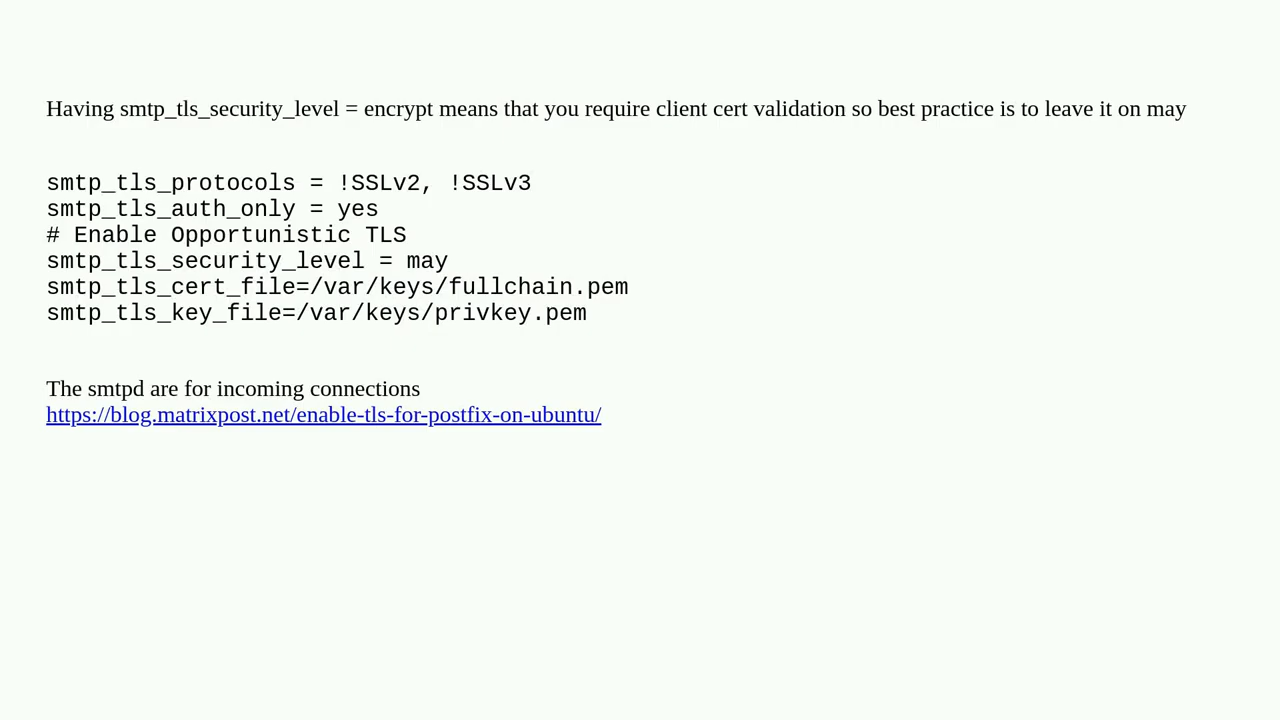 Having smtp_tls_security_level = encrypt means that you require client cert validation so best practice is to leave it on may
smtp_tls_protocols = !SSLv2, !SSLv3
smtp_tls_auth_only = yes
# Enable Opportunistic TLS
smtp_tls_security_level = may
smtp_tls_cert_file=/var/keys/fullchain.pem
smtp_tls_key_file=/var/keys/privkey.pem
The smtpd are for incoming connections
https://blog.matrixpost.net/enable-tls-for-postfix-on-ubuntu/